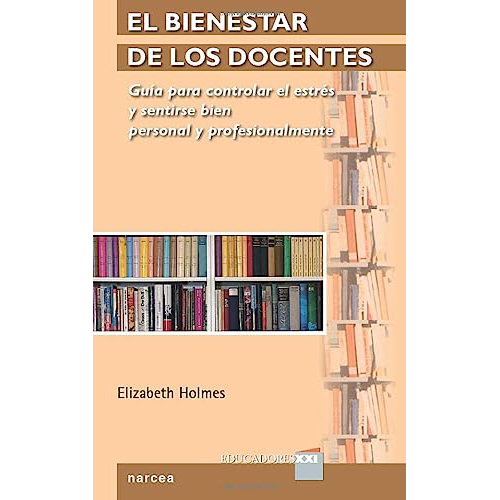 EL BIENESTAR
DE LOS DOCENTES
Guía para controlar el estrés
y sentirse bien
personal y profesionalmente
Elizabeth Holmes
EDUCADORES XXI
narcea